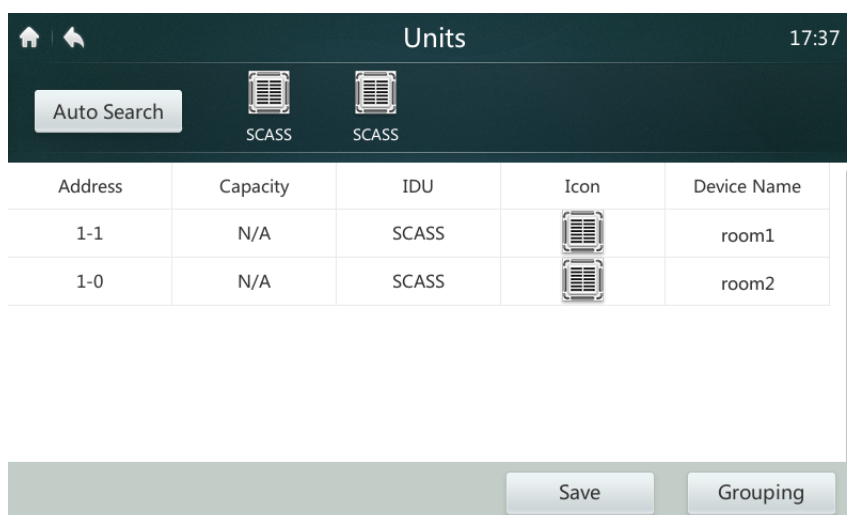 Units 17:37
Auto Search SCASS SCASS
Address Capacity IDU Icon Device Name
1-1 N/A SCASS room1
1-0 N/A SCASS room2
Save Grouping